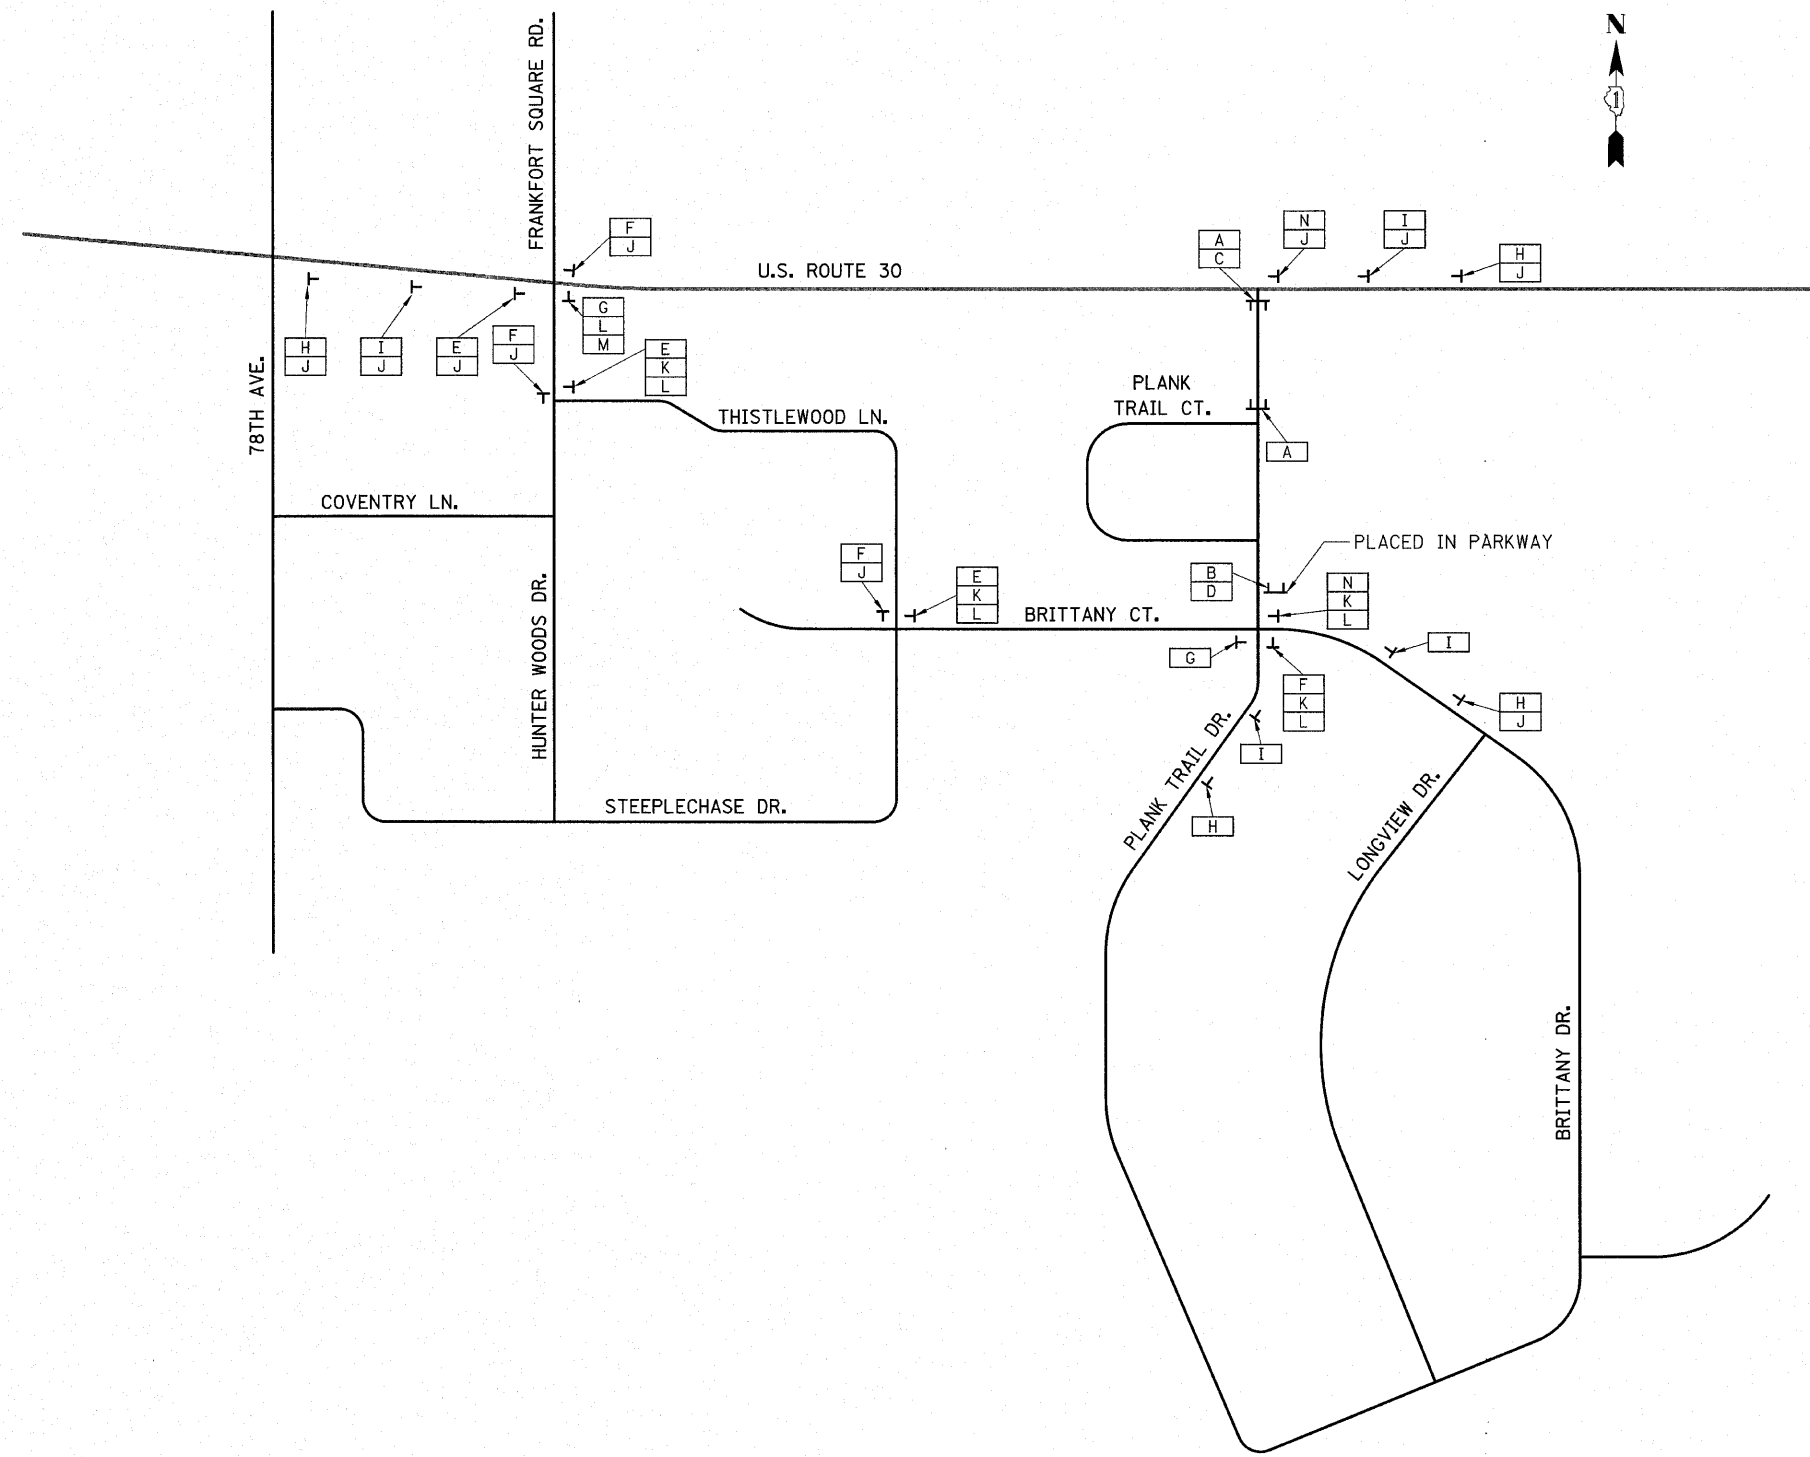 N
1
FRANKFORT SQUARE RD.
F
J
N
J
I
J
A
C
H
J
U.S. ROUTE 30
G
L
M
H
J
I
J
E
J
F
J
E
K
L
78TH AVE.
PLANK
TRAIL CT.
THISTLEWOOD LN.
A
COVENTRY LN.
PLACED IN PARKWAY
F
J
E
K
L
B
D
N
K
L
BRITTANY CT.
HUNTER WOODS DR.
G
I
F
K
L
H
J
I
PLANK TRAIL DR.
H
STEEPLECHASE DR.
LONGVIEW DR.
BRITTANY DR.